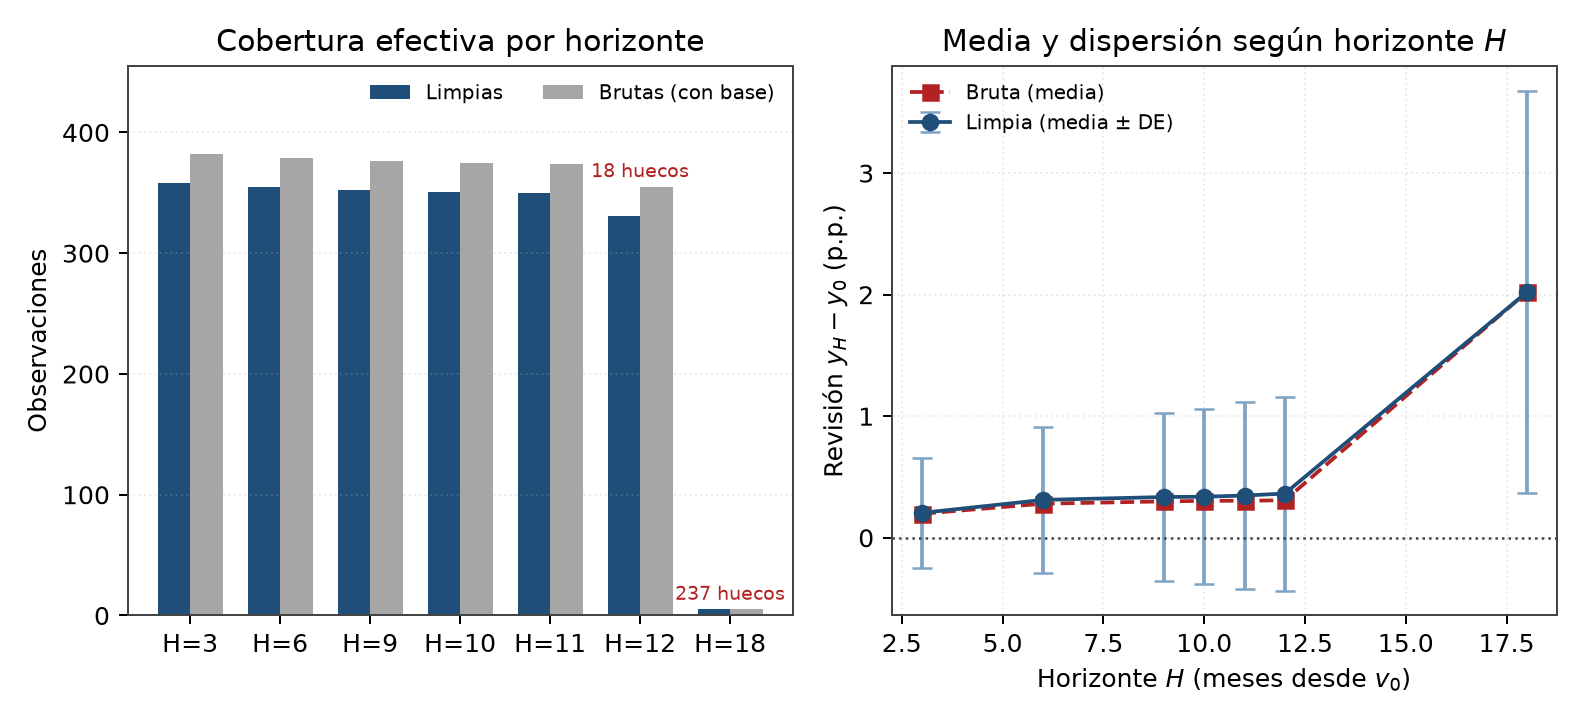 Cobertura efectiva por horizonte
Limpias
Brutas (con base)
Observaciones
400
300
200
100
0
18 huecos
237 huecos
H=3
H=6
H=9
H=10
H=11
H=12
H=18
Media y dispersión según horizonte H
Bruta (media)
Limpia (media ± DE)
Revisión y_H − y_0 (p.p.)
3
2
1
0
2.5
5.0
7.5
10.0
12.5
15.0
17.5
Horizonte H (meses desde v_0)